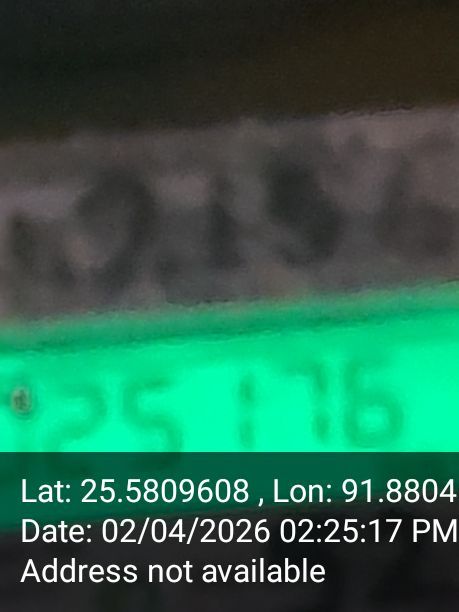 25176
Lat: 25.5809608 , Lon: 91.8804
Date: 02/04/2026 02:25:17 PM
Address not available